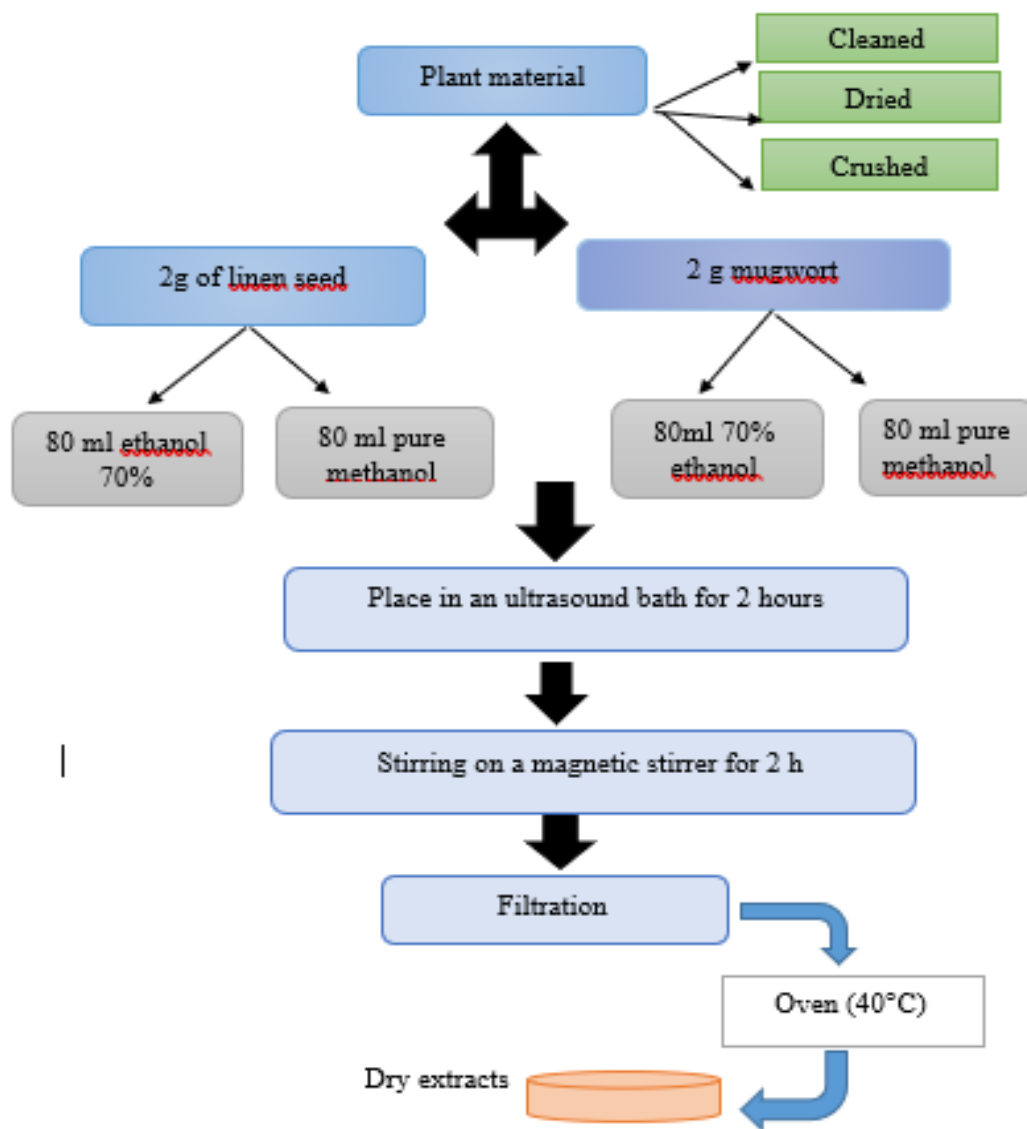 Plant material
Cleaned
Dried
Crushed
2g of linen seed
2 g mugwort
80 ml ethanol
70%
80 ml pure
methanol
80ml 70%
ethanol
80 ml pure
methanol
Place in an ultrasound bath for 2 hours
Stirring on a magnetic stirrer for 2 h
Filtration
Oven (40°C)
Dry extracts